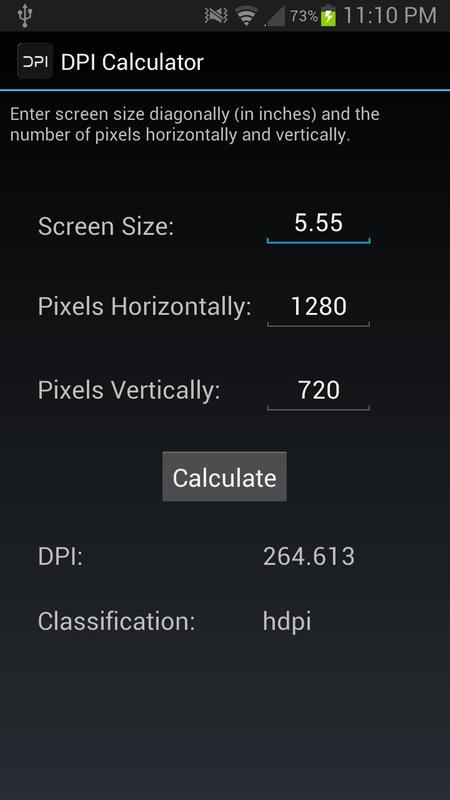 73% 11:10 PM
DPI DPI Calculator
Enter screen size diagonally (in inches) and the
number of pixels horizontally and vertically.
Screen Size: 5.55
Pixels Horizontally: 1280
Pixels Vertically: 720
Calculate
DPI: 264.613
Classification: hdpi